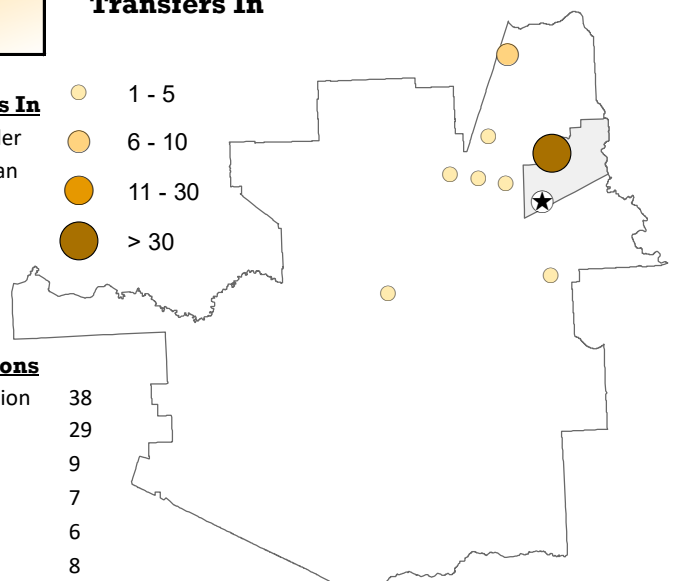 Transfers In
s In
1 - 5
ler
6 - 10
an
11 - 30
> 30
ons
ion 38
29
9
7
6
8